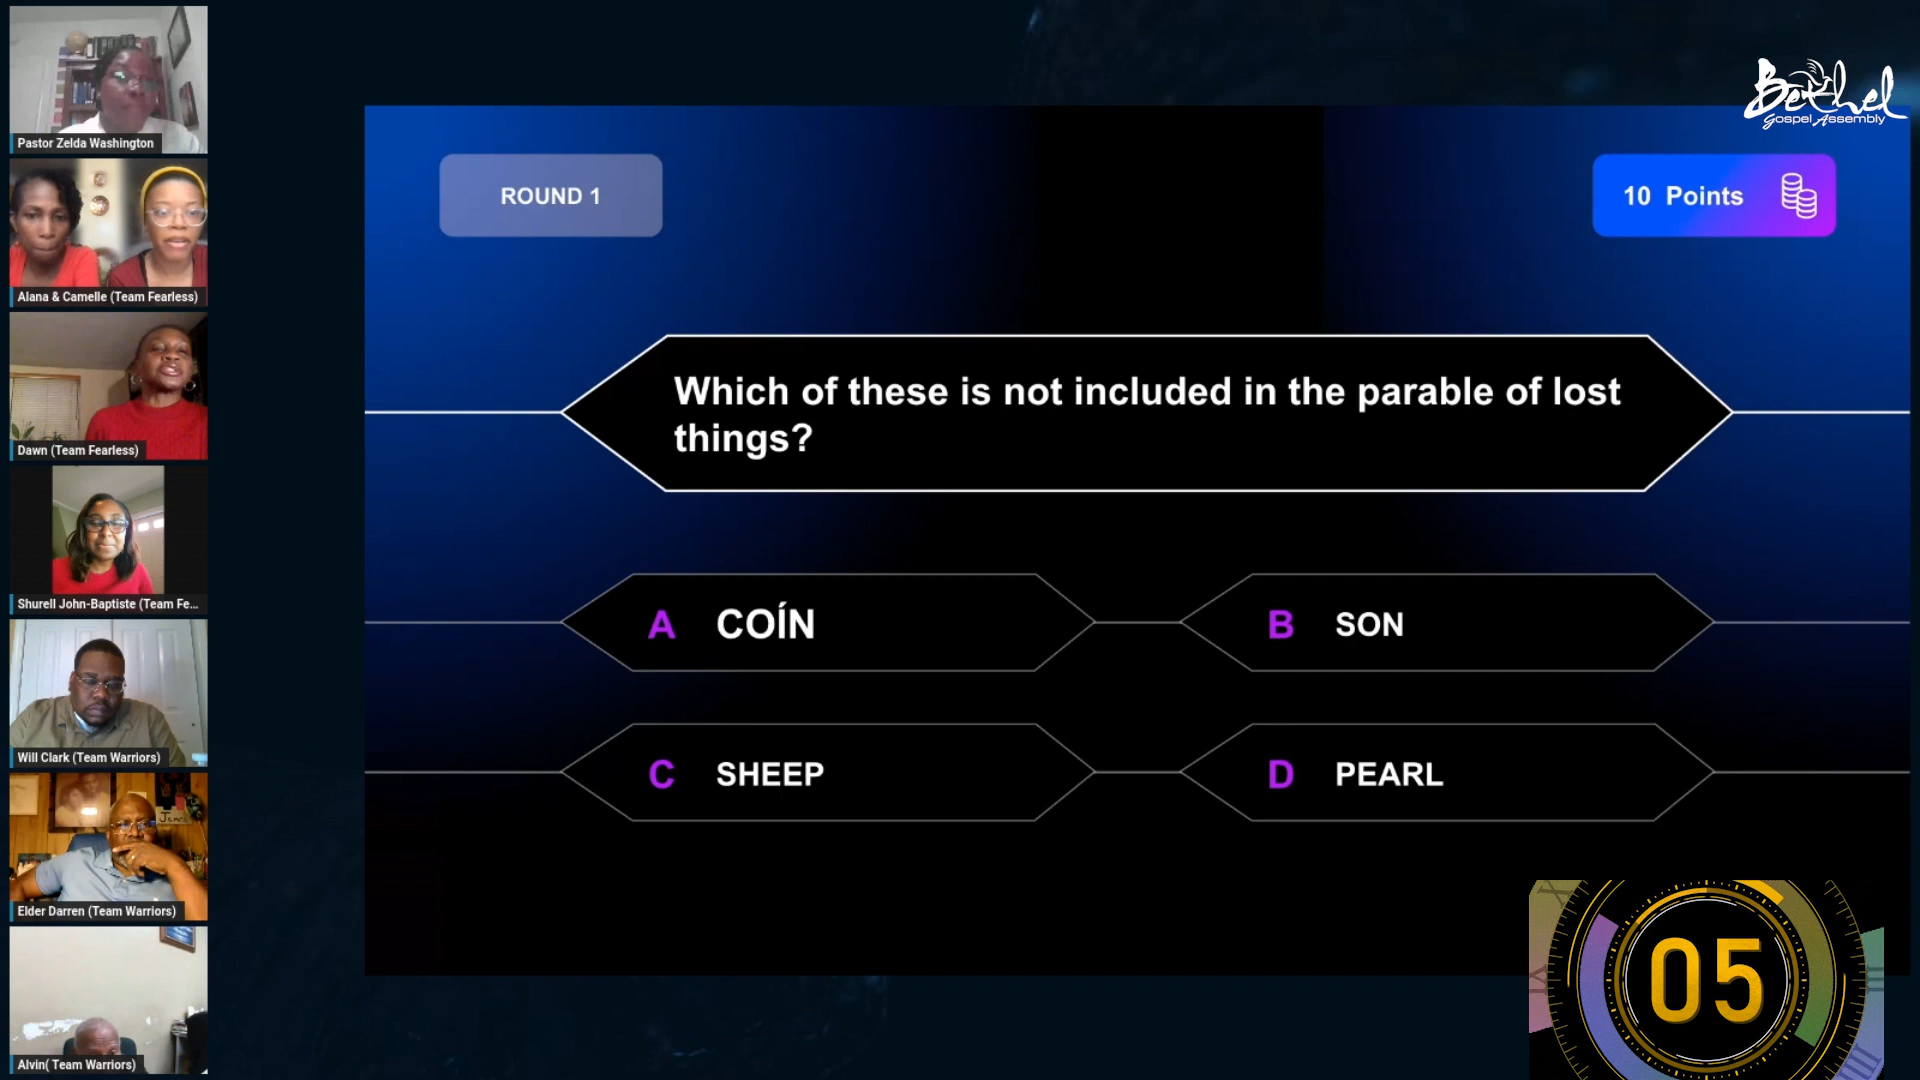 Pastor Zelda Washington
Alana & Camelle (Team Fearless)
Dawn (Team Fearless)
Shurell John-Baptiste (Team Fe...
Will Clark (Team Warriors)
Elder Darren (Team Warriors)
Alvin( Team Warriors)
Bethel
Gospel Assembly
ROUND 1
10 Points
Which of these is not included in the parable of lost
things?
A COÍN
B SON
C SHEEP
D PEARL
05